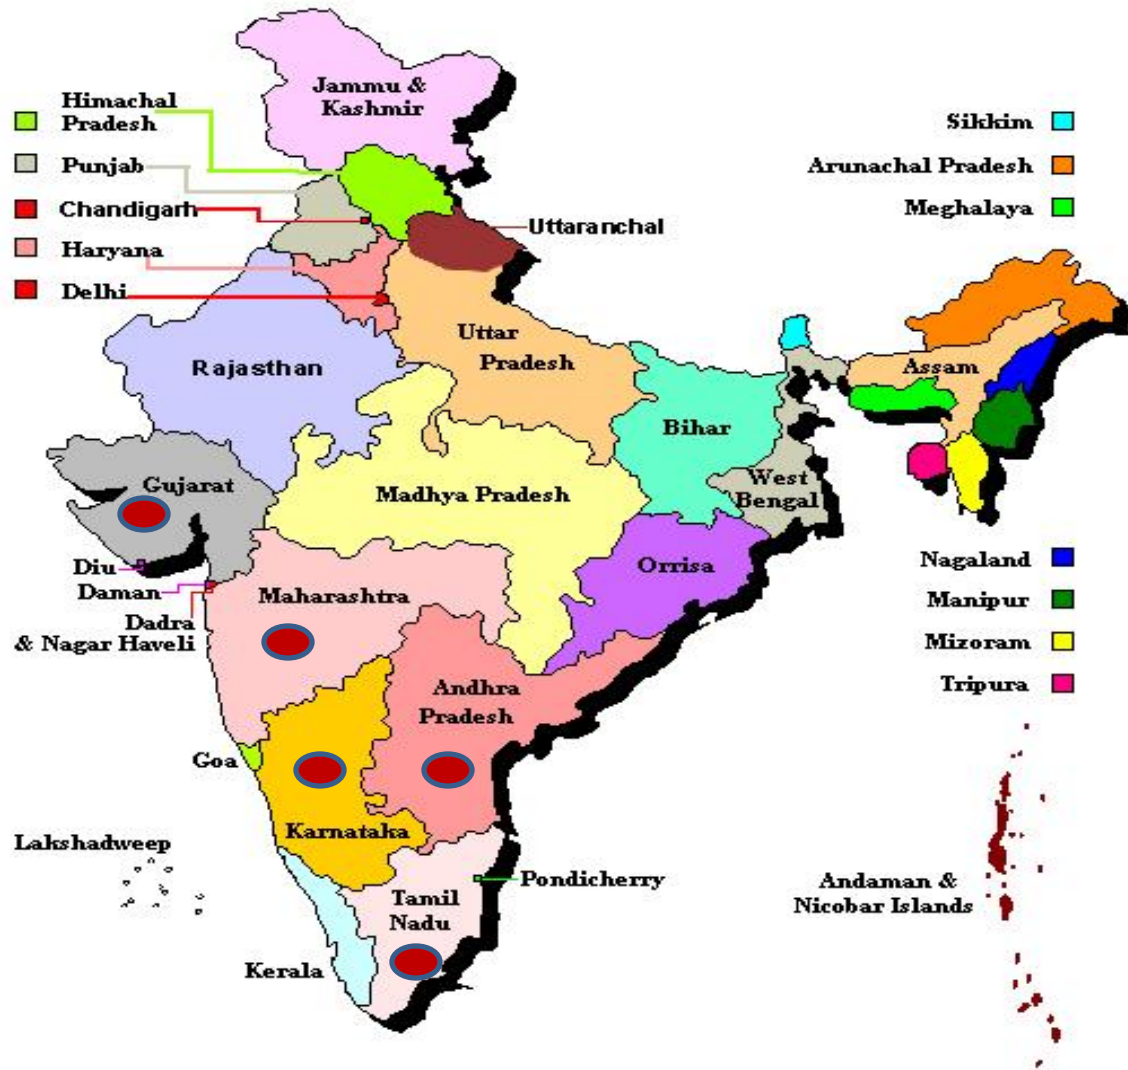 Jammu &
Kashmir
Himachal
Pradesh
Punjab
Chandigarh
Haryana
Delhi
Sikkim
Arunachal Pradesh
Meghalaya
Uttaranchal
Uttar
Pradesh
Rajasthan
Assam
Bihar
West
Bengal
Gujarat
Madhya Pradesh
Diu
Daman
Dadra
& Nagar Haveli
Maharashtra
Orrisa
Nagaland
Manipur
Mizoram
Tripura
Andhra
Pradesh
Goa
Karnataka
Lakshadweep
Pondicherry
Tamil
Nadu
Kerala
Andaman &
Nicobar Islands